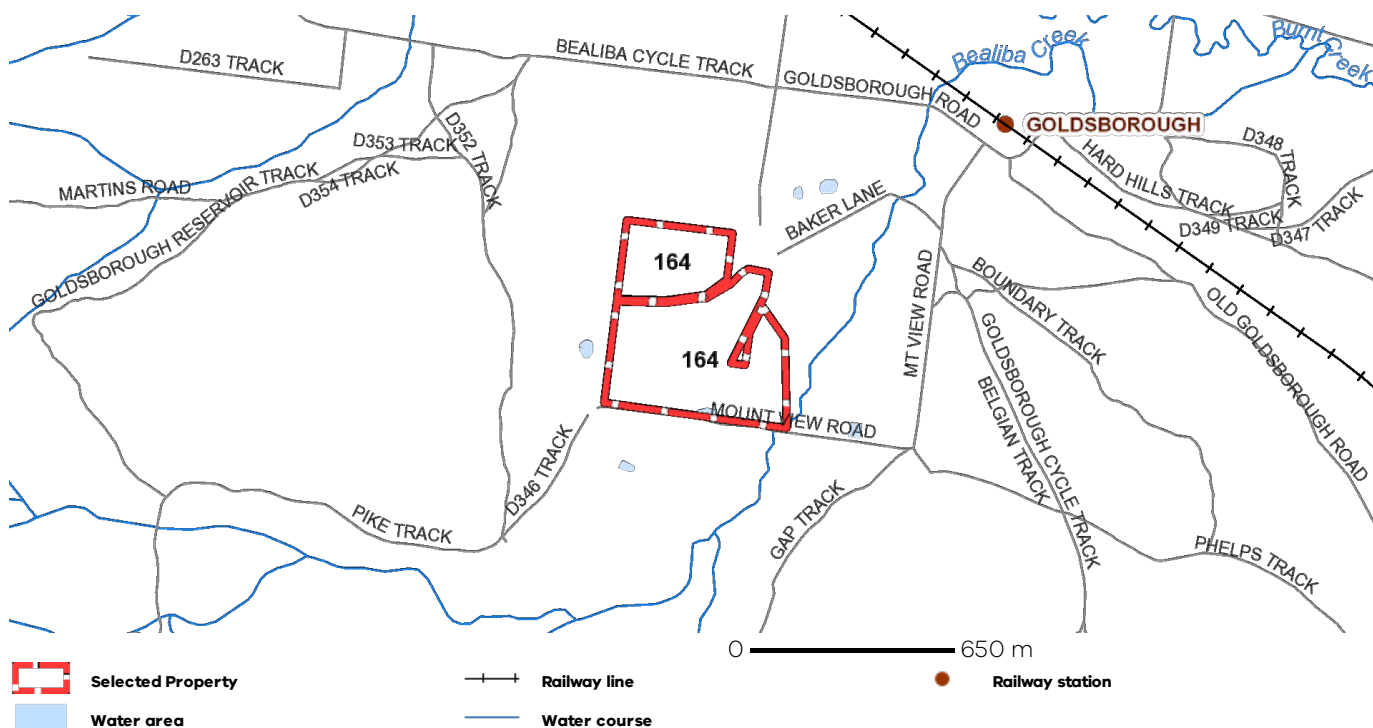 Bealiba Creek
Burnt Creek
BEALIBA CYCLE TRACK
D263 TRACK
GOLDSBOROUGH ROAD
GOLDSBOROUGH
D352 TRACK
D353 TRACK
D354 TRACK
MARTINS ROAD
GOLDSBOROUGH RESERVOIR TRACK
HARD HILLS TRACK
D348 TRACK
D349 TRACK
D347 TRACK
BAKER LANE
164
164
MT VIEW ROAD
BOUNDARY TRACK
OLD GOLDSBOROUGH ROAD
GOLDSBOROUGH CYCLE TRACK
BELGIAN TRACK
MOUNT VIEW ROAD
D346 TRACK
PIKE TRACK
GAP TRACK
PHELPS TRACK
0 650 m
Selected Property
Railway line
Railway station
Water area
Water course